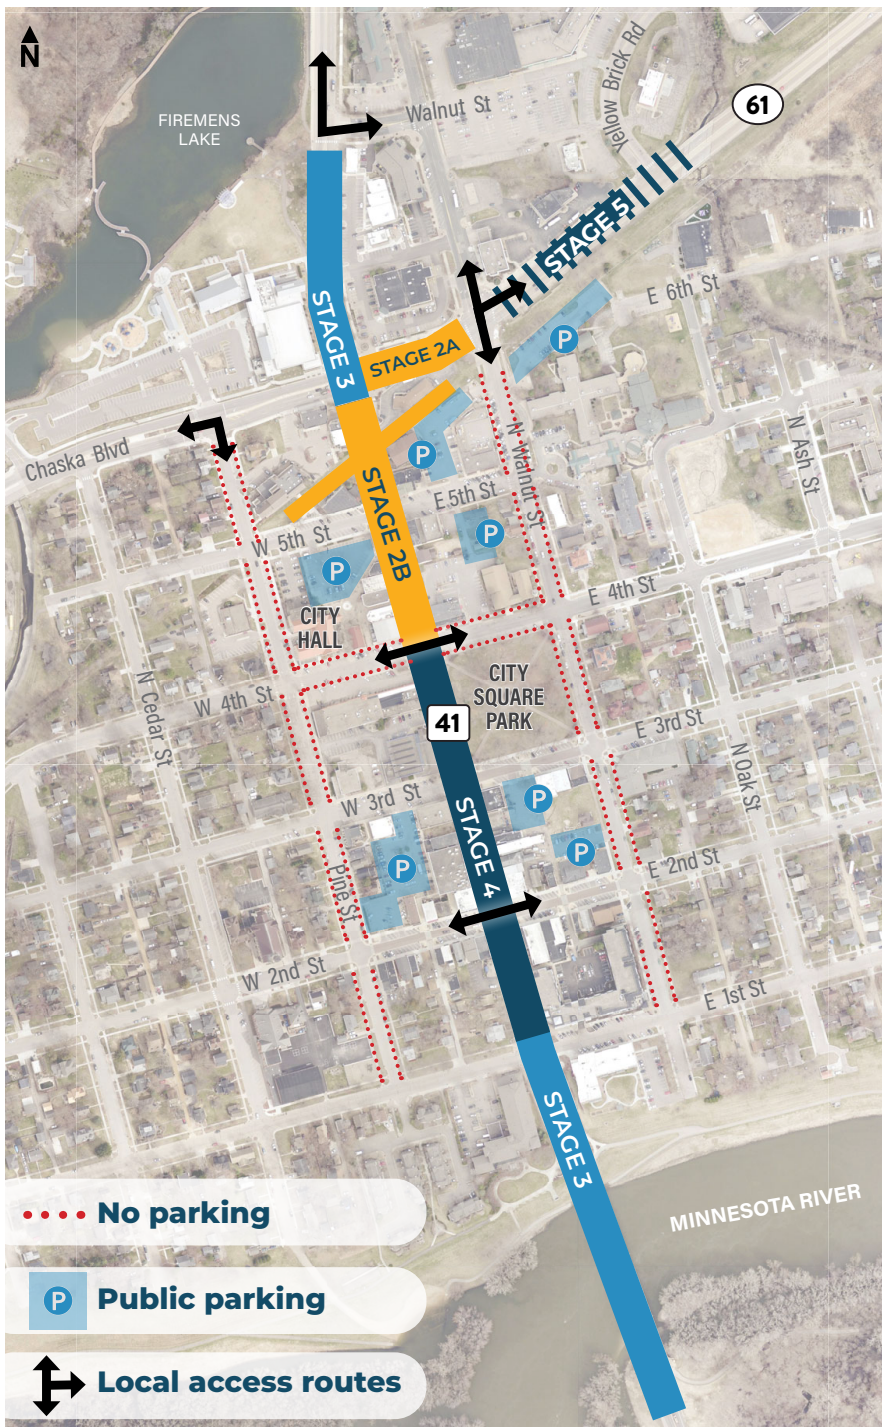 N
FIREMENS
LAKE
Walnut St
Yellow Brick Rd
61
STAGE 5
E 6th St
STAGE 3
STAGE 2A
P
N Walnut St
N Ash St
Chaska Blvd
P
STAGE 2B
E 5th St
P
W 5th St
P
E 4th St
CITY
HALL
N Cedar St
W 4th St
CITY
SQUARE
PARK
41
E 3rd St
N Oak St
W 3rd St
P
STAGE 4
P
E 2nd St
P
Pine St
W 2nd St
E 1st St
STAGE 3
MINNESOTA RIVER
No parking
P
Public parking
Local access routes